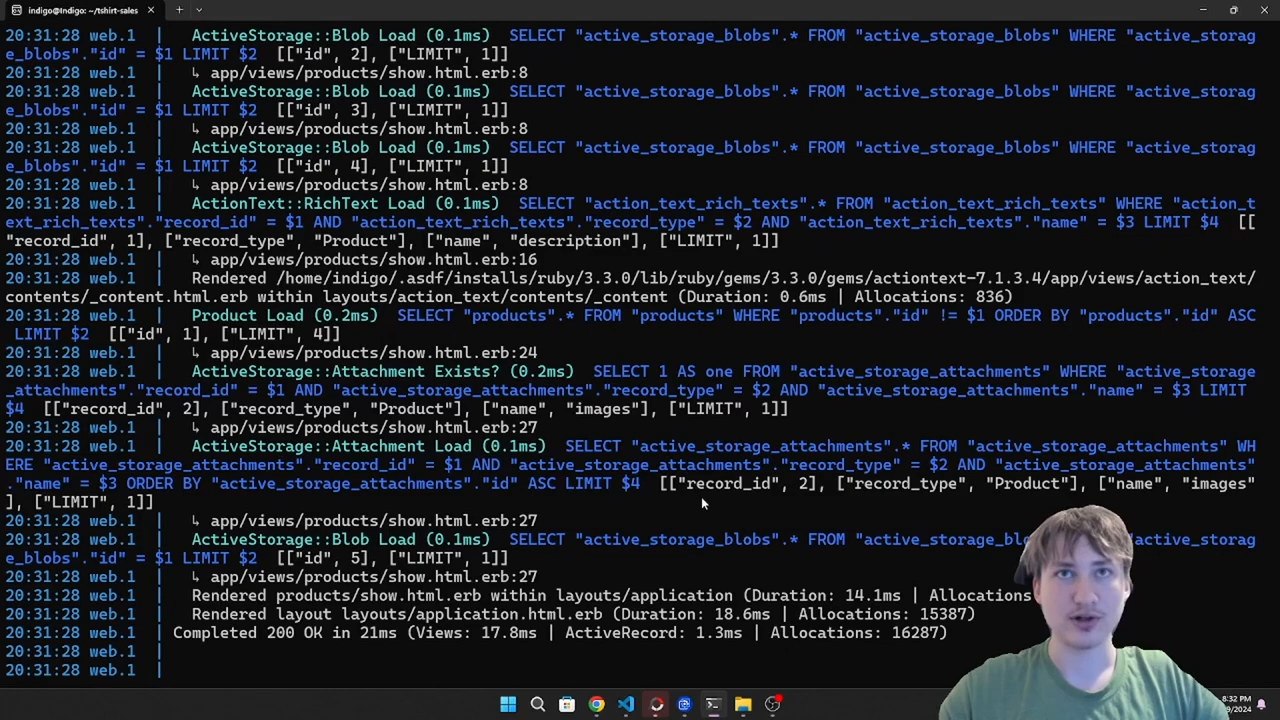 indigo@Indigo: ~/tshirt-sales
20:31:28 web.1  |   ActiveStorage::Blob Load (0.1ms)  SELECT "active_storage_blobs".* FROM "active_storage_blobs" WHERE "active_storag
e_blobs"."id" = $1 LIMIT $2  [["id", 2], ["LIMIT", 1]]
20:31:28 web.1  |   ↳ app/views/products/show.html.erb:8
20:31:28 web.1  |   ActiveStorage::Blob Load (0.1ms)  SELECT "active_storage_blobs".* FROM "active_storage_blobs" WHERE "active_storag
e_blobs"."id" = $1 LIMIT $2  [["id", 3], ["LIMIT", 1]]
20:31:28 web.1  |   ↳ app/views/products/show.html.erb:8
20:31:28 web.1  |   ActiveStorage::Blob Load (0.1ms)  SELECT "active_storage_blobs".* FROM "active_storage_blobs" WHERE "active_storag
e_blobs"."id" = $1 LIMIT $2  [["id", 4], ["LIMIT", 1]]
20:31:28 web.1  |   ↳ app/views/products/show.html.erb:8
20:31:28 web.1  |   ActionText::RichText Load (0.1ms)  SELECT "action_text_rich_texts".* FROM "action_text_rich_texts" WHERE "action_t
ext_rich_texts"."record_id" = $1 AND "action_text_rich_texts"."record_type" = $2 AND "action_text_rich_texts"."name" = $3 LIMIT $4  [[
"record_id", 1], ["record_type", "Product"], ["name", "description"], ["LIMIT", 1]]
20:31:28 web.1  |   ↳ app/views/products/show.html.erb:16
20:31:28 web.1  |   Rendered /home/indigo/.asdf/installs/ruby/3.3.0/lib/ruby/gems/3.3.0/gems/actiontext-7.1.3.4/app/views/action_text/
contents/_content.html.erb within layouts/action_text/contents/_content (Duration: 0.6ms | Allocations: 836)
20:31:28 web.1  |   Product Load (0.2ms)  SELECT "products".* FROM "products" WHERE "products"."id" != $1 ORDER BY "products"."id" ASC
 LIMIT $2  [["id", 1], ["LIMIT", 4]]
20:31:28 web.1  |   ↳ app/views/products/show.html.erb:24
20:31:28 web.1  |   ActiveStorage::Attachment Exists? (0.2ms)  SELECT 1 AS one FROM "active_storage_attachments" WHERE "active_storage
_attachments"."record_id" = $1 AND "active_storage_attachments"."record_type" = $2 AND "active_storage_attachments"."name" = $3 LIMIT
$4  [["record_id", 2], ["record_type", "Product"], ["name", "images"], ["LIMIT", 1]]
20:31:28 web.1  |   ↳ app/views/products/show.html.erb:27
20:31:28 web.1  |   ActiveStorage::Attachment Load (0.1ms)  SELECT "active_storage_attachments".* FROM "active_storage_attachments" WH
ERE "active_storage_attachments"."record_id" = $1 AND "active_storage_attachments"."record_type" = $2 AND "active_storage_attachments"
."name" = $3 ORDER BY "active_storage_attachments"."id" ASC LIMIT $4  [["record_id", 2], ["record_type", "Product"], ["name", "images"
], ["LIMIT", 1]]
20:31:28 web.1  |   ↳ app/views/products/show.html.erb:27
20:31:28 web.1  |   ActiveStorage::Blob Load (0.1ms)  SELECT "active_storage_blobs".* FROM "active_storage_blo "active_storag
e_blobs"."id" = $1 LIMIT $2  [["id", 5], ["LIMIT", 1]]
20:31:28 web.1  |   ↳ app/views/products/show.html.erb:27
20:31:28 web.1  |   Rendered products/show.html.erb within layouts/application (Duration: 14.1ms | Allocations
20:31:28 web.1  |   Rendered layout layouts/application.html.erb (Duration: 18.6ms | Allocations: 15387)
20:31:28 web.1  | Completed 200 OK in 21ms (Views: 17.8ms | ActiveRecord: 1.3ms | Allocations: 16287)
20:31:28 web.1  |
20:31:28 web.1  |
8:32 PM
9/2024